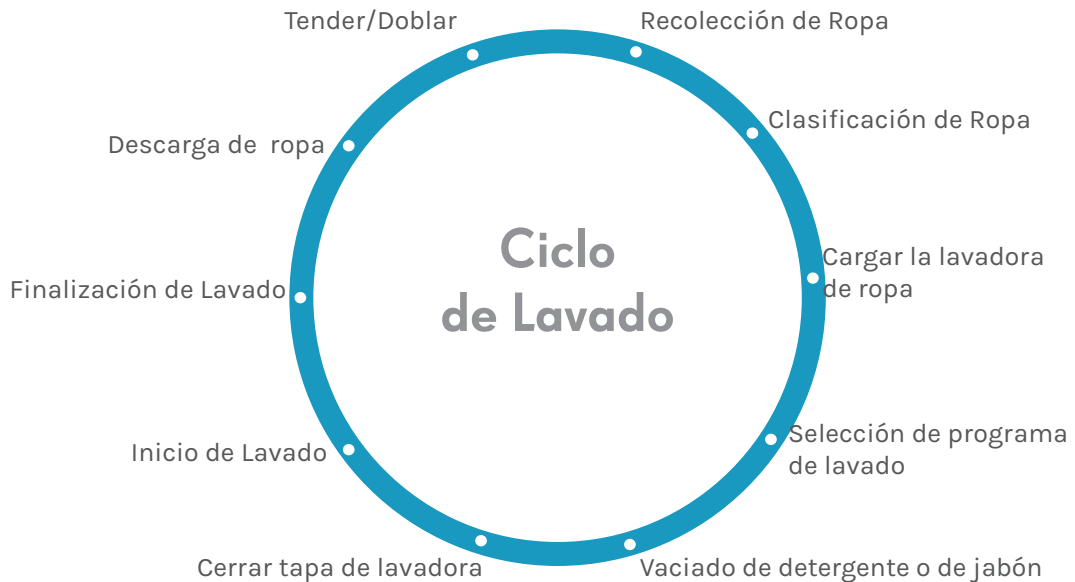 Ciclo
de Lavado
Recolección de Ropa
Clasificación de Ropa
Cargar la lavadora
de ropa
Selección de programa
de lavado
Vaciado de detergente o de jabón
Cerrar tapa de lavadora
Inicio de Lavado
Finalización de Lavado
Descarga de ropa
Tender/Doblar